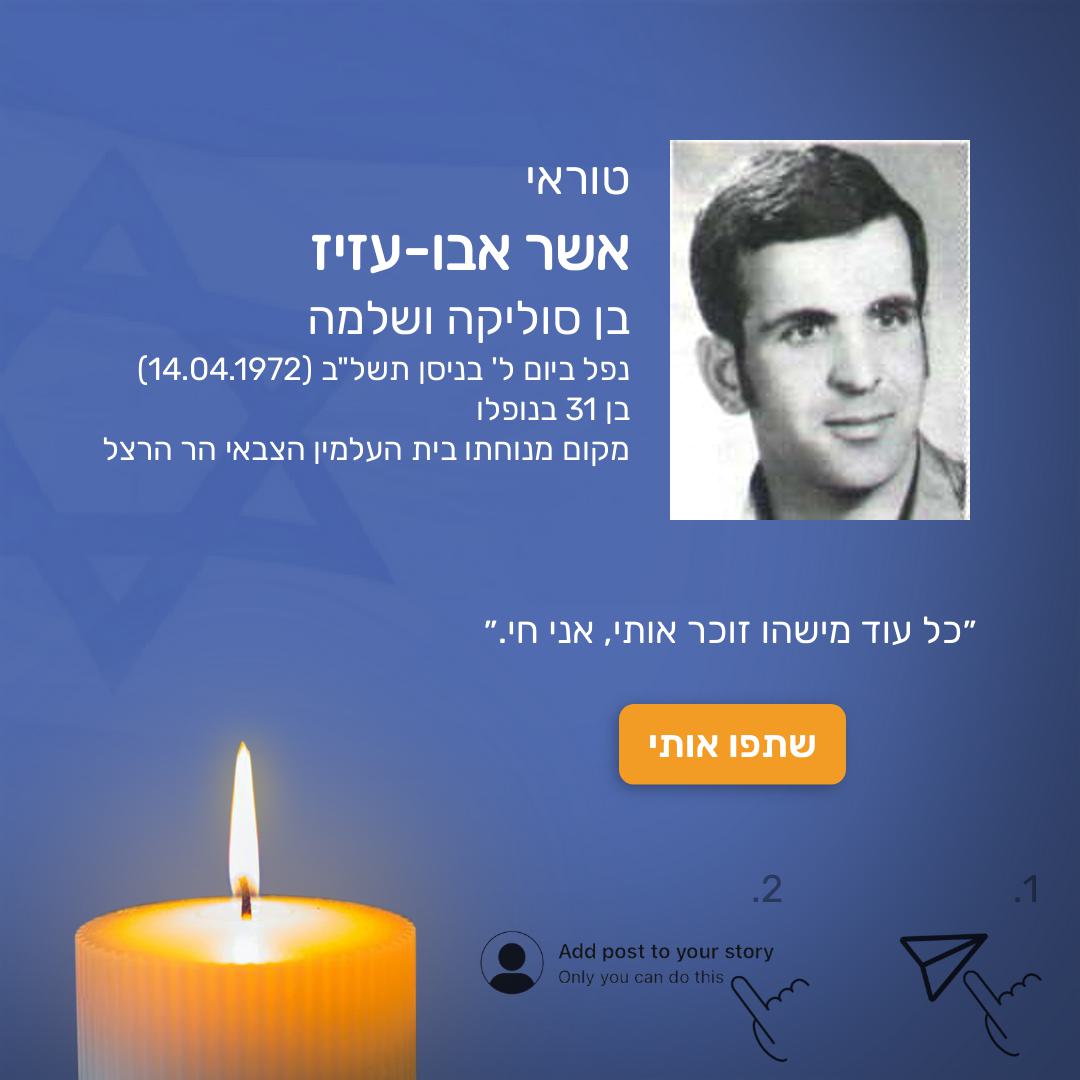 טוראי
אשר אבו-עזיז
בן סוליקה ושלמה
נפל ביום ל' בניסן תשל"ב (14.04.1972)
בן 31 בנופלו
מקום מנוחתו בית העלמין הצבאי הר הרצל
״כל עוד מישהו זוכר אותי, אני חי.״
שתפו אותי
1.
2.
Add post to your story
Only you can do this